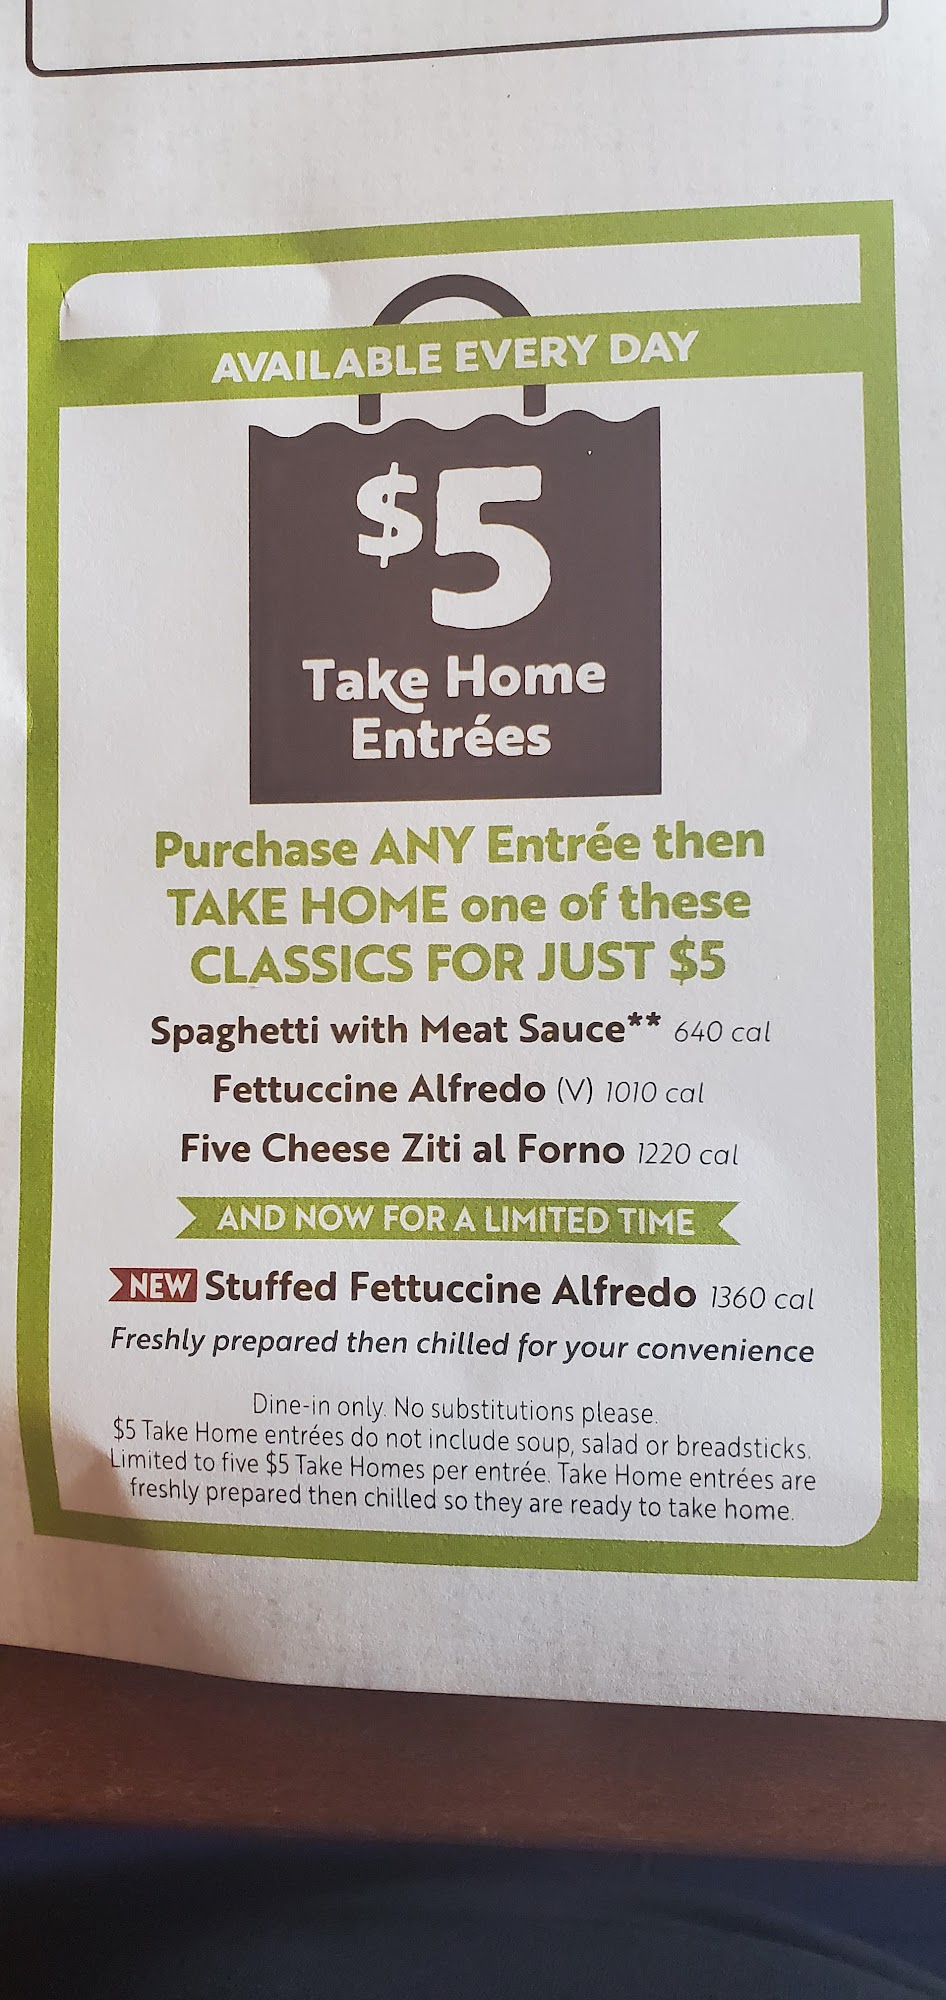 AVAILABLE EVERY DAY
$5
Take Home
Entrées
Purchase ANY Entrée then
TAKE HOME one of these
CLASSICS FOR JUST $5
Spaghetti with Meat Sauce** 640 cal
Fettuccine Alfredo (V) 1010 cal
Five Cheese Ziti al Forno 1220 cal
AND NOW FOR A LIMITED TIME
NEW Stuffed Fettuccine Alfredo 1360 cal
Freshly prepared then chilled for your convenience
Dine-in only. No substitutions please.
$5 Take Home entrées do not include soup, salad or breadsticks.
Limited to five $5 Take Homes per entrée. Take Home entrées are
freshly prepared then chilled so they are ready to take home.